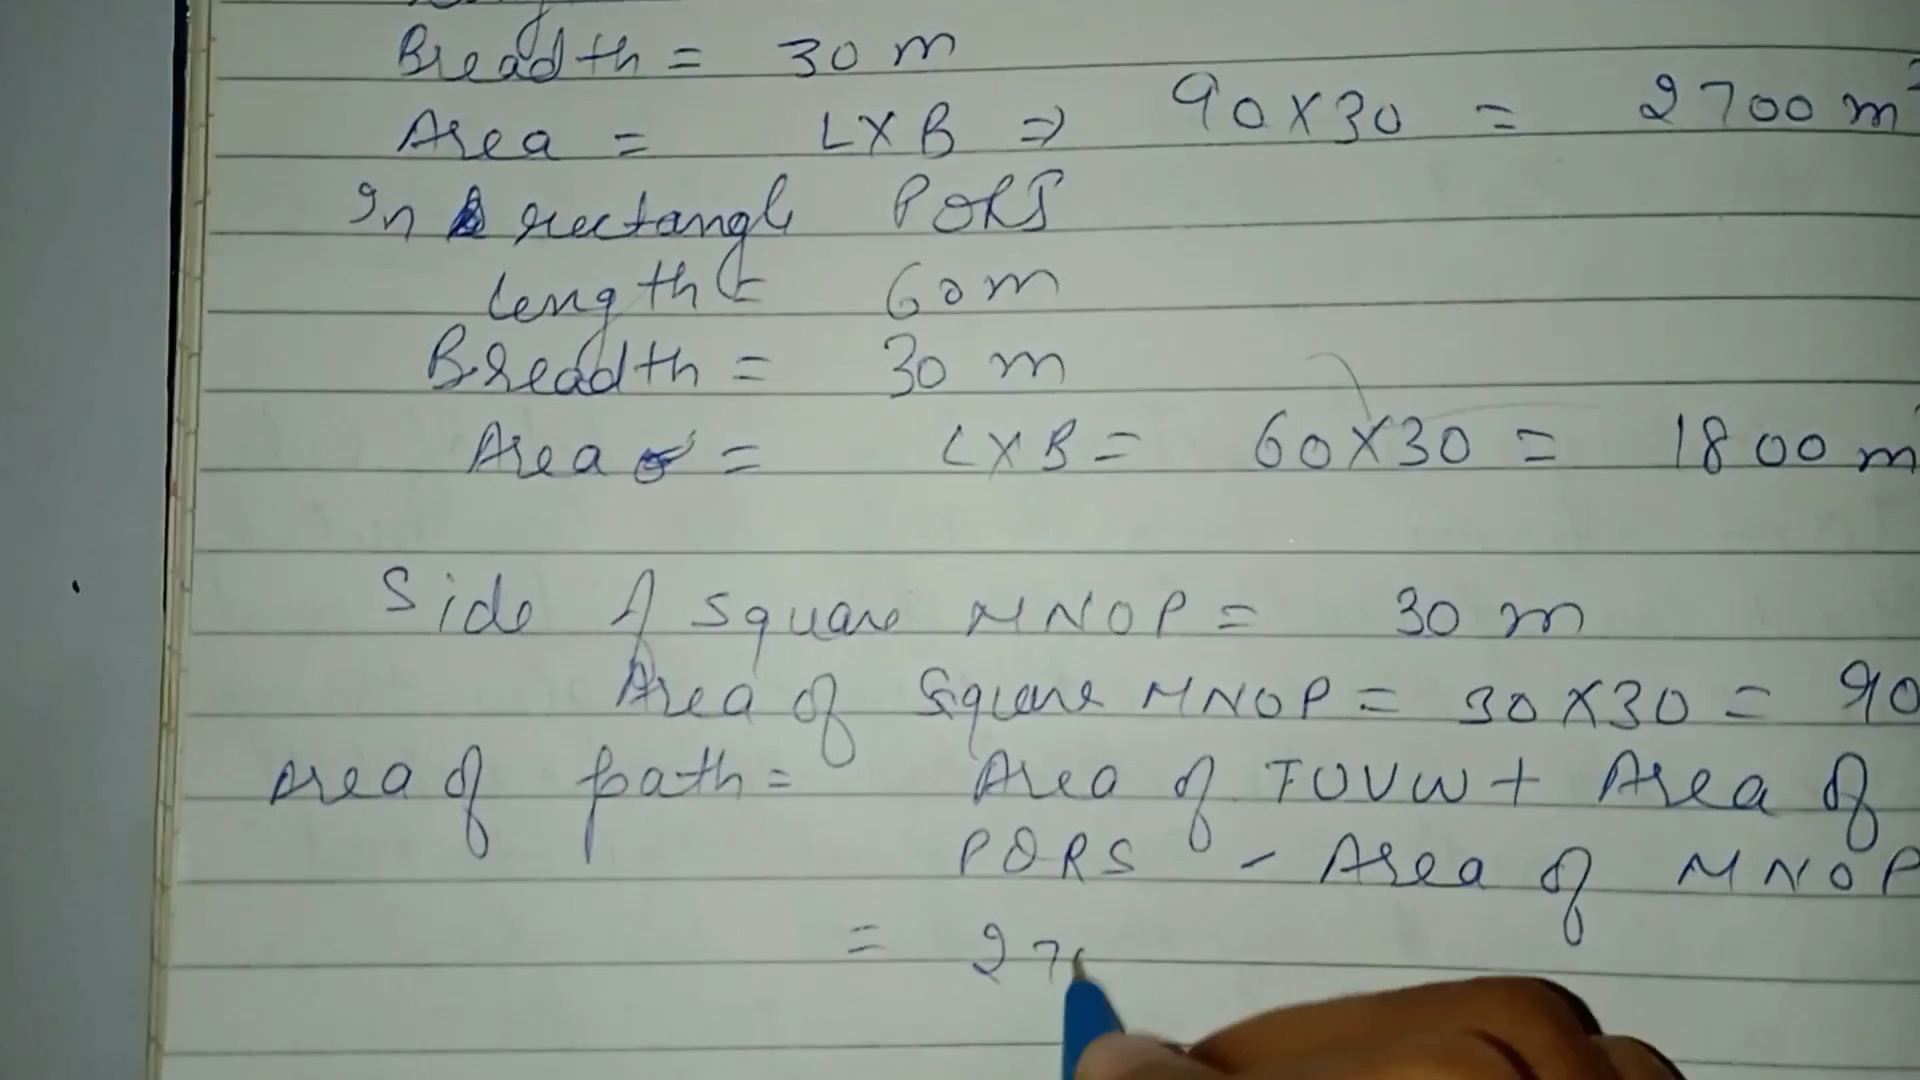 Breadth = 30 m
Area = L X B => 90 X 30 = 2700 m²
In rectangle PQRS
length = 60 m
Breadth = 30 m
Area = L X B = 60 X 30 = 1800 m
Side of square MNOP = 30 m
Area of Square MNOP = 30 X 30 = 90
Area of path = Area of TUVW + Area of
PQRS - Area of MNOP
= 270